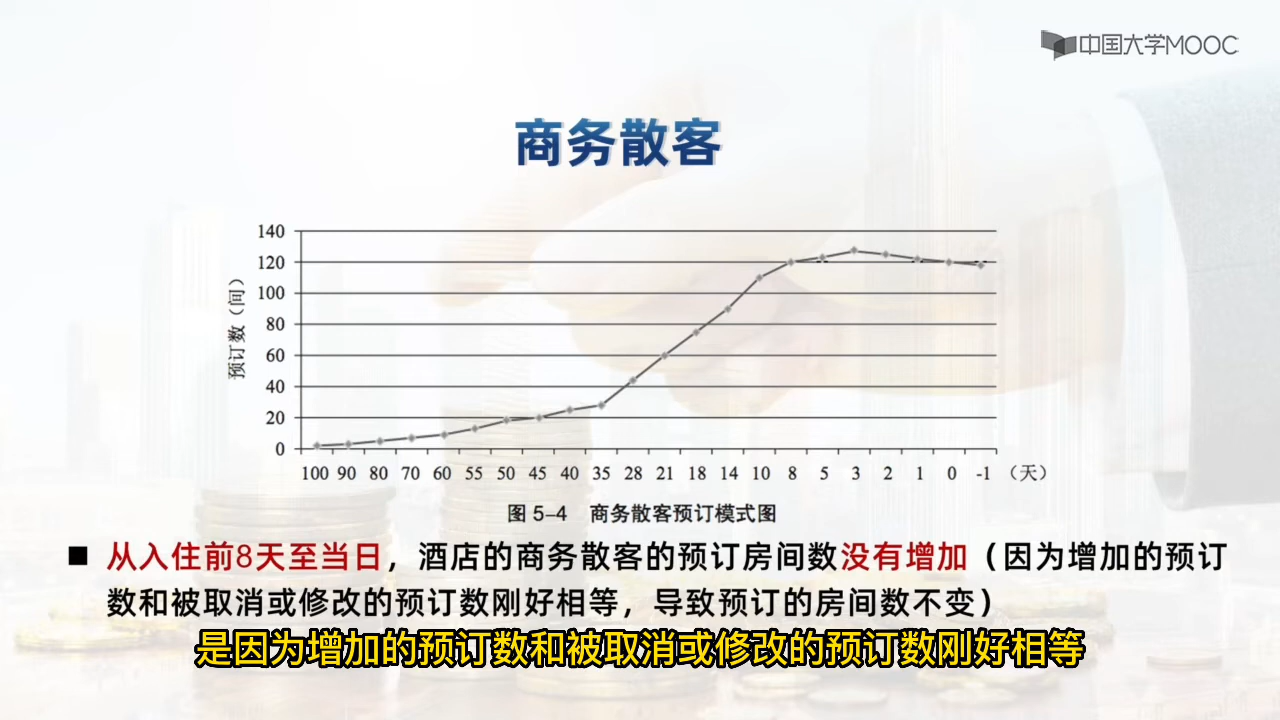 中国大学MOOC
商务散客
140
120
100
80
60
40
20
0
预订数（间）
100 90 80 70 60 55 50 45 40 35 28 21 18 14 10 8 5 3 2 1 0 -1 （天）
图 5–4 商务散客预订模式图
■ 从入住前8天至当日，酒店的商务散客的预订房间数没有增加（因为增加的预订
数和被取消或修改的预订数刚好相等，导致预订的房间数不变）
是因为增加的预订数和被取消或修改的预订数刚好相等